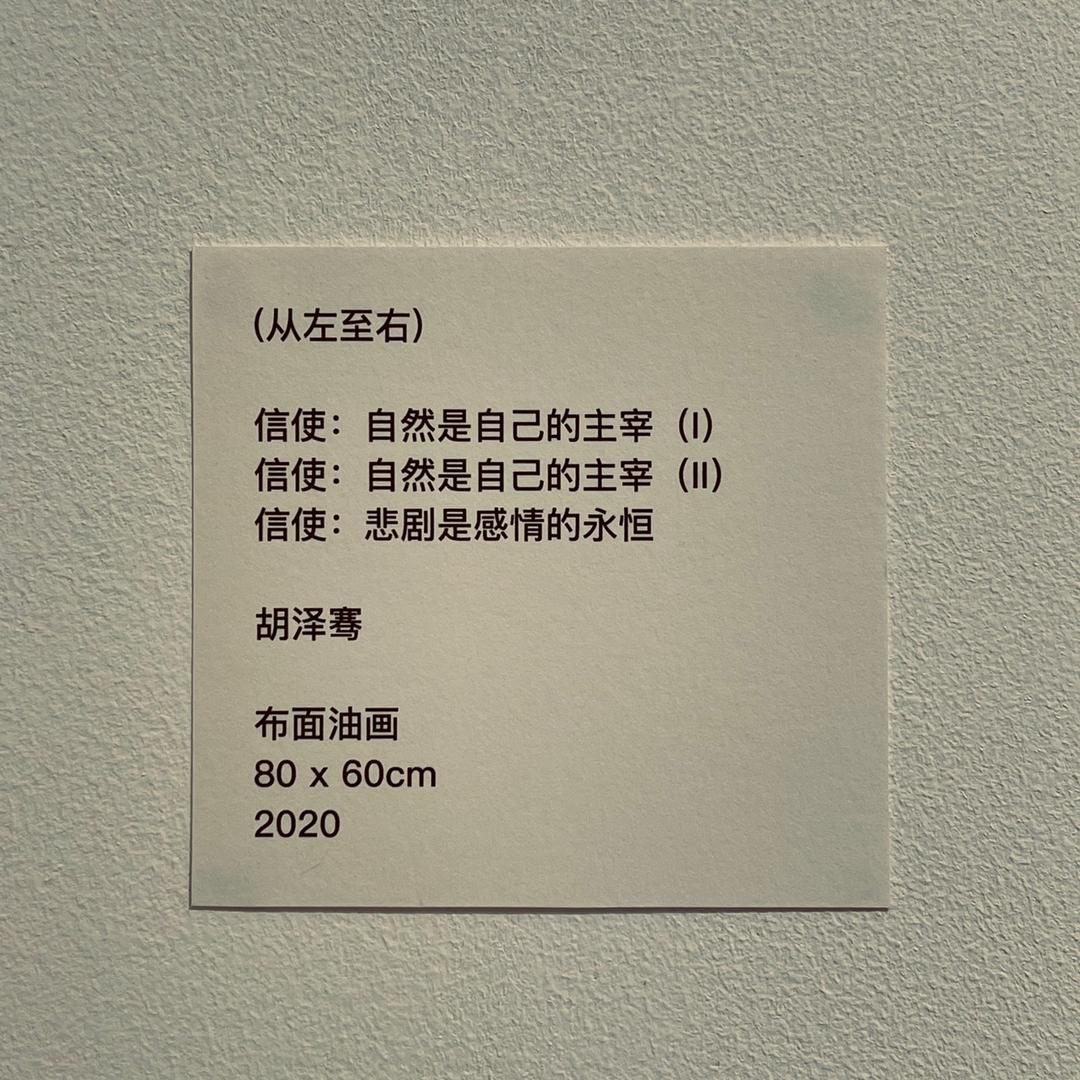 (从左至右)
信使：自然是自己的主宰（I）
信使：自然是自己的主宰（II）
信使：悲剧是感情的永恒
胡泽骞
布面油画
80 x 60cm
2020